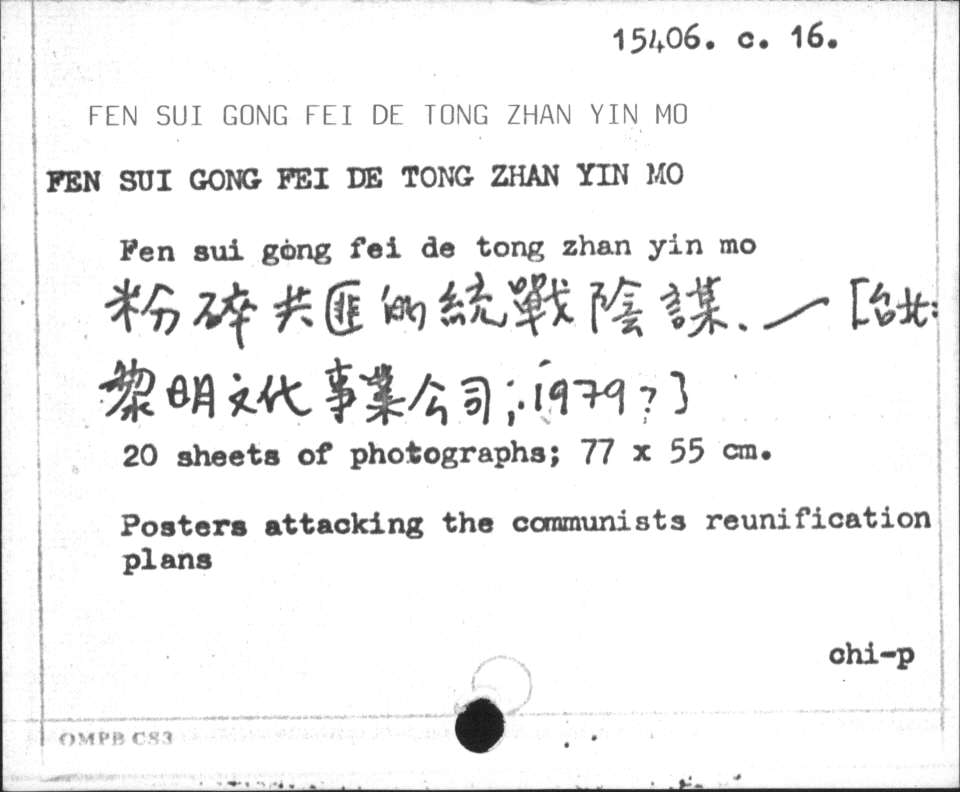 15406. c. 16.
FEN SUI GONG FEI DE TONG ZHAN YIN MO
FEN SUI GONG FEI DE TONG ZHAN YIN MO
Fen sui gong fei de tong zhan yin mo
粉碎共匪的統戰陰謀. — [台北:
黎明文化事業公司; 1979?]
20 sheets of photographs; 77 x 55 cm.
Posters attacking the communists reunification
plans
chi-p
OMPB CS3